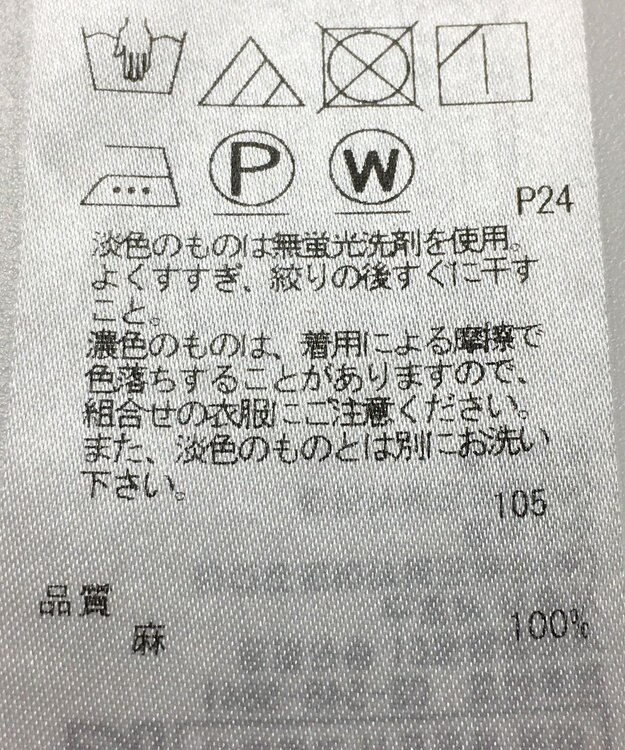 P W
P24
淡色のものは無蛍光洗剤を使用。
よくすすぎ、絞りの後すぐに干す
こと。
濃色のものは、着用による摩擦で
色落ちすることがありますので、
組合せの衣服にご注意ください。
また、淡色のものとは別にお洗い
下さい。
105
品質
麻 100%